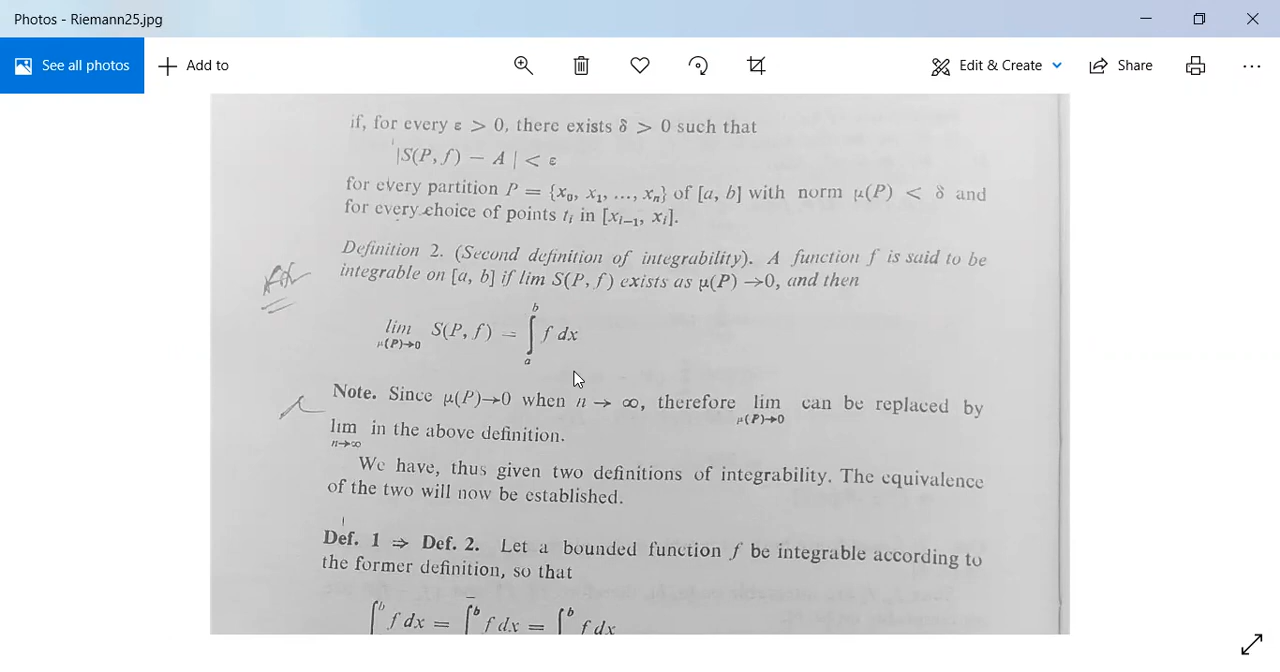 Photos - Riemann25.jpg
See all photos
Add to
Edit & Create
Share
if, for every ε > 0, there exists δ > 0 such that
|S(P, f) − A | < ε
for every partition P = {x₀, x₁, ..., xₙ} of [a, b] with norm μ(P) < δ and
for every choice of points tᵢ in [xᵢ₋₁, xᵢ].
Definition 2. (Second definition of integrability). A function f is said to be
integrable on [a, b] if lim S(P, f) exists as μ(P) →0, and then
lim S(P, f) = ∫ f dx
μ(P)→0
b
a
Note. Since μ(P)→0 when n → ∞, therefore lim can be replaced by
μ(P)→0
lim in the above definition.
n→∞
We have, thus given two definitions of integrability. The equivalence
of the two will now be established.
Def. 1 ⇒ Def. 2. Let a bounded function f be integrable according to
the former definition, so that
∫ᵇ f dx = ∫̅ᵇ f dx = ∫ᵇ f dx